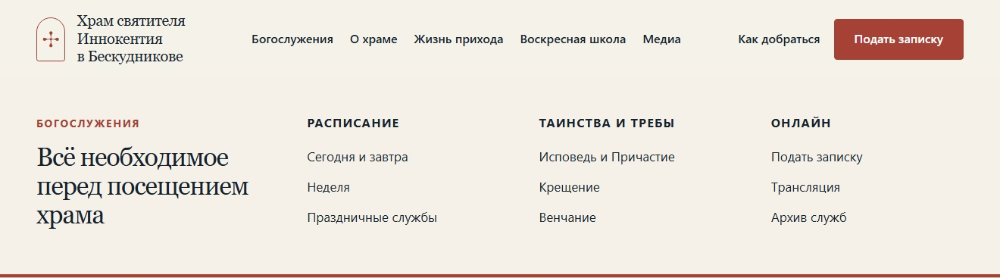 Храм святителя
Иннокентия
в Бескудникове
Богослужения О храме Жизнь прихода Воскресная школа Медиа Как добраться Подать записку
БОГОСЛУЖЕНИЯ
Всё необходимое
перед посещением
храма
РАСПИСАНИЕ
Сегодня и завтра
Неделя
Праздничные службы
ТАИНСТВА И ТРЕБЫ
Исповедь и Причастие
Крещение
Венчание
ОНЛАЙН
Подать записку
Трансляция
Архив служб